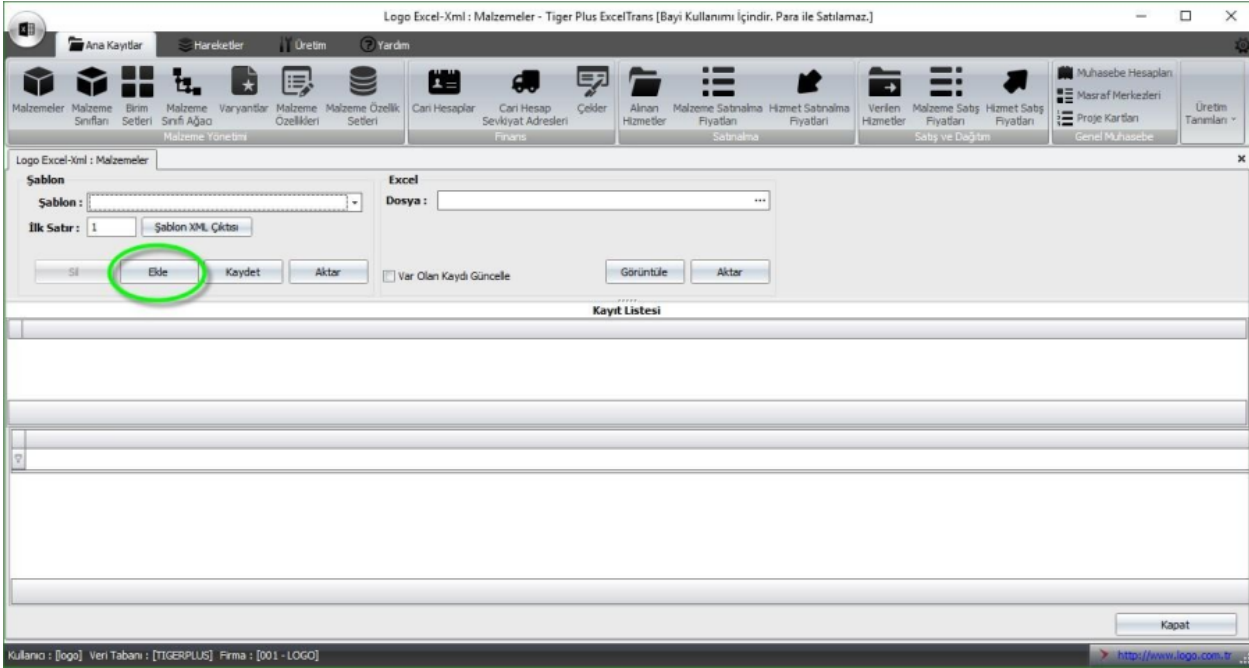 Logo Excel-Xml : Malzemeler - Tiger Plus ExcelTrans [Bayi Kullanımı İçindir. Para ile Satılamaz.]
Ana Kayıtlar Hareketler Üretim Yardım
Malzemeler
Malzeme Sınıfları
Birim Setleri
Malzeme Sınıfı Ağacı
Varyantlar
Malzeme Özellikleri
Malzeme Özellik Setleri
Malzeme Yönetimi
Cari Hesaplar
Cari Hesap Sevkiyat Adresleri
Çekler
Finans
Alınan Hizmetler
Malzeme Satınalma Fiyatları
Hizmet Satınalma Fiyatları
Satınalma
Verilen Hizmetler
Malzeme Satış Fiyatları
Hizmet Satış Fiyatları
Satış ve Dağıtım
Muhasebe Hesapları
Masraf Merkezleri
Proje Kartları
Genel Muhasebe
Üretim Tanımları
Logo Excel-Xml : Malzemeler
Şablon
Şablon :
İlk Satır : 1 Şablon XML Çıktısı
Sil Ekle Kaydet Aktar
Excel
Dosya : ...
Var Olan Kaydı Güncelle Görüntüle Aktar
Kayıt Listesi
Kapat
Kullanıcı : [logo] Veri Tabanı : [TIGERPLUS] Firma : [001 - LOGO] http://www.logo.com.tr